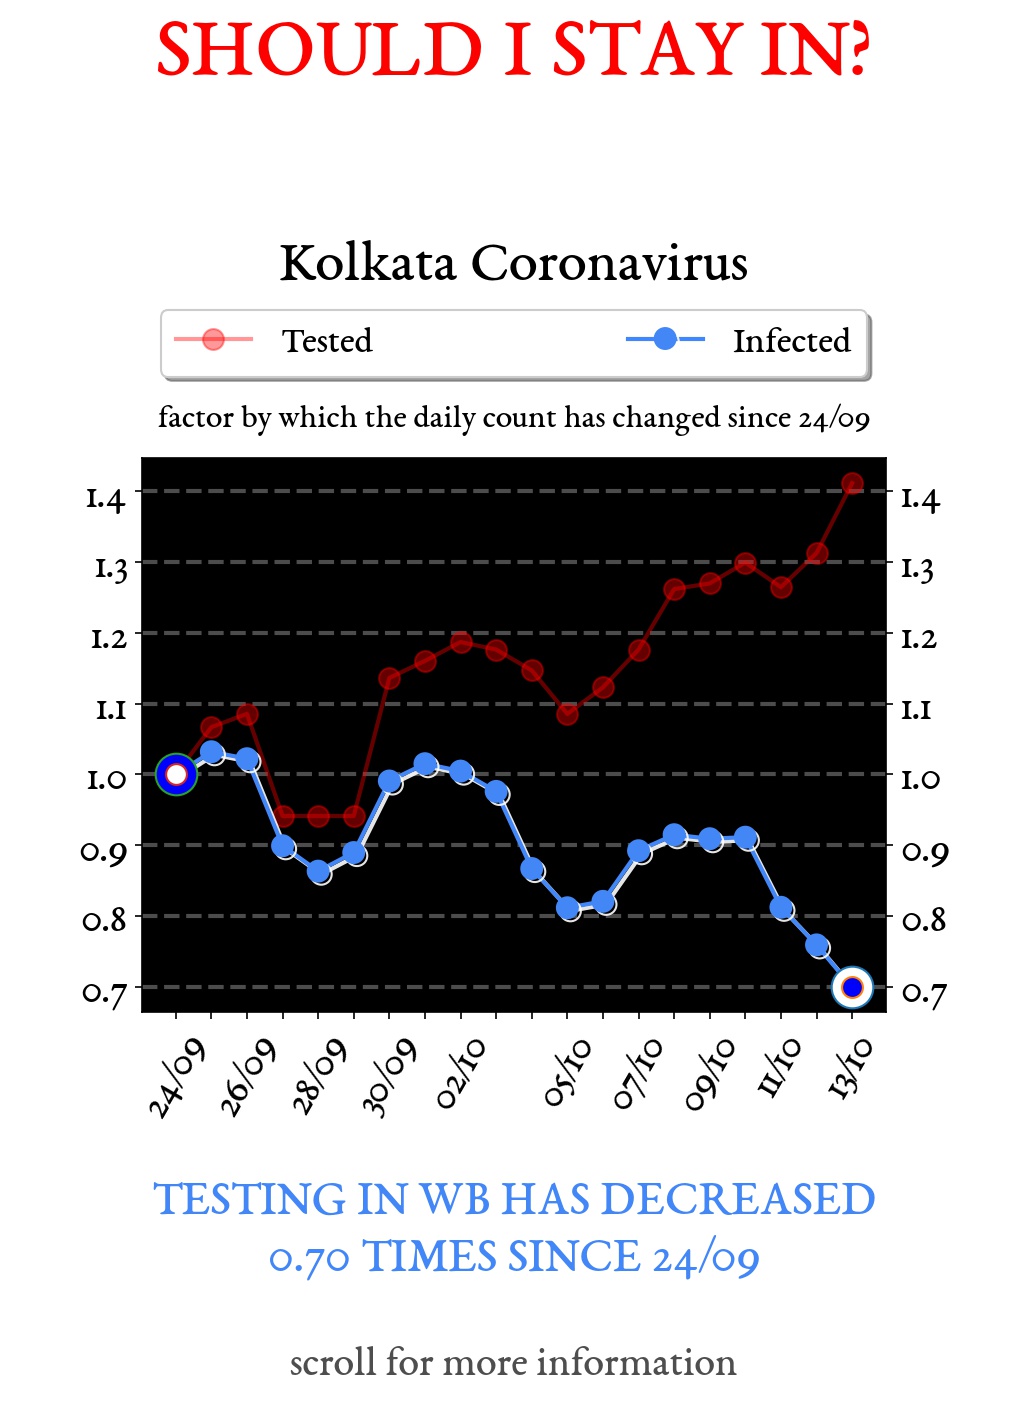 SHOULD I STAY IN?
Kolkata Coronavirus
Tested Infected
factor by which the daily count has changed since 24/09
1.4 1.4
1.3 1.3
1.2 1.2
1.1 1.1
1.0 1.0
0.9 0.9
0.8 0.8
0.7 0.7
24/09 26/09 28/09 30/09 02/10 05/10 07/10 09/10 11/10 13/10
TESTING IN WB HAS DECREASED
0.70 TIMES SINCE 24/09
scroll for more information